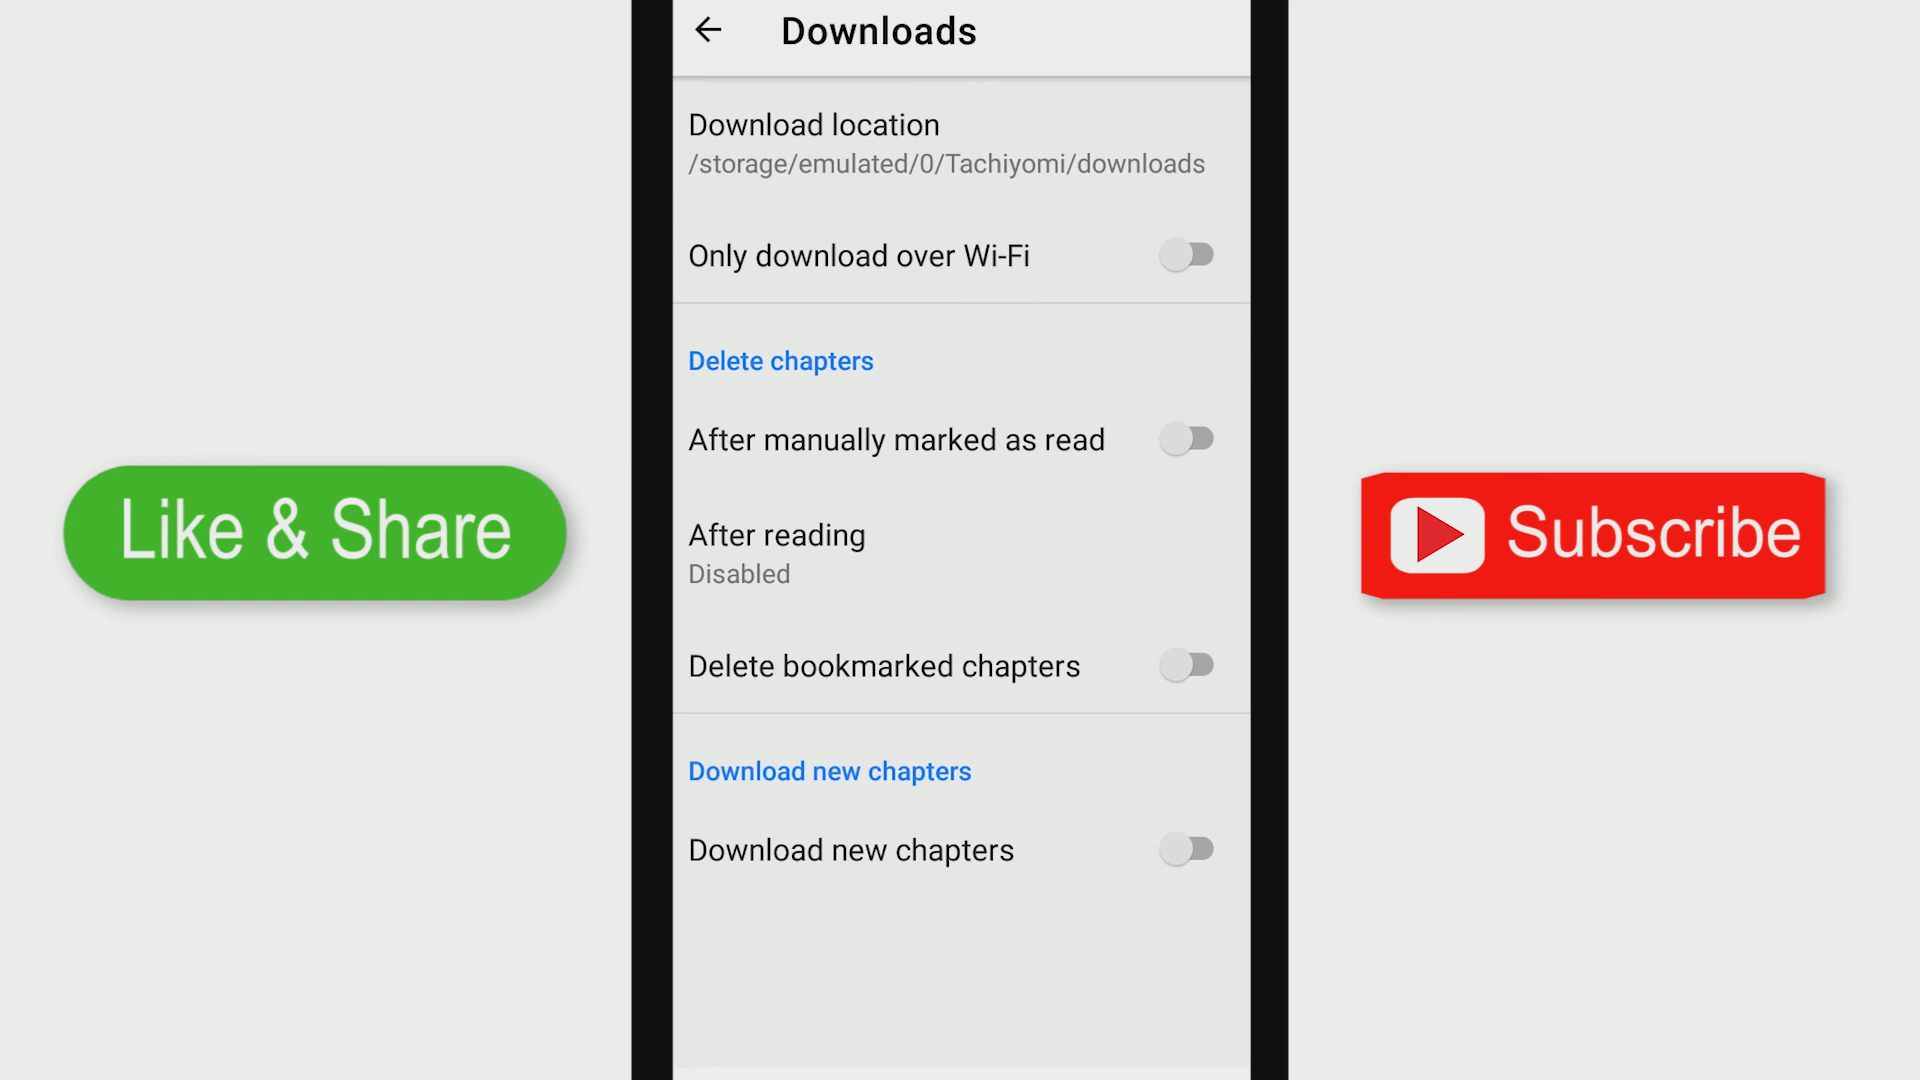 Downloads
Download location
/storage/emulated/0/Tachiyomi/downloads
Only download over Wi-Fi
Delete chapters
After manually marked as read
Like & Share
Subscribe
After reading
Disabled
Delete bookmarked chapters
Download new chapters
Download new chapters